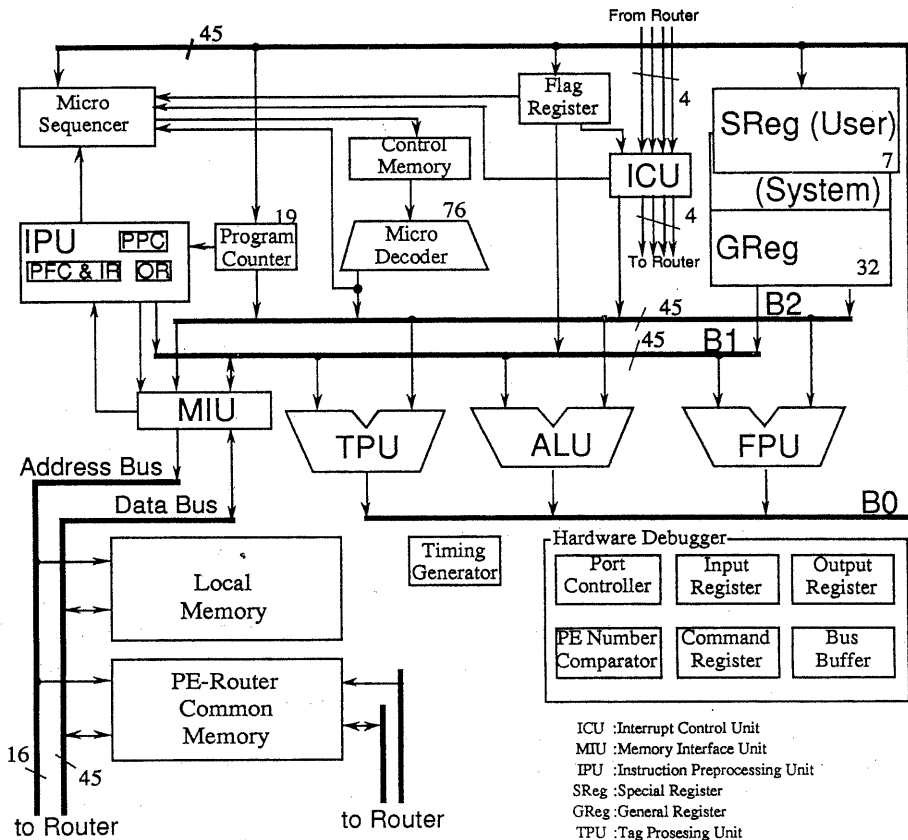 From Router
45
Micro
Sequencer
Flag
Register
4
SReg (User)
7
Control
Memory
ICU
(System)
76
19
4
IPU
PPC
PFC & IR
OR
Program
Counter
Micro
Decoder
To Router
GReg
32
45
B2
45
B1
MIU
TPU
ALU
FPU
Address Bus
Data Bus
B0
Timing
Generator
Hardware Debugger
Port
Controller
Input
Register
Output
Register
Local
Memory
PE Number
Comparator
Command
Register
Bus
Buffer
PE-Router
Common
Memory
16
45
to Router
to Router
ICU :Interrupt Control Unit
MIU :Memory Interface Unit
IPU :Instruction Preprocessing Unit
SReg :Special Register
GReg :General Register
TPU :Tag Prosesing Unit